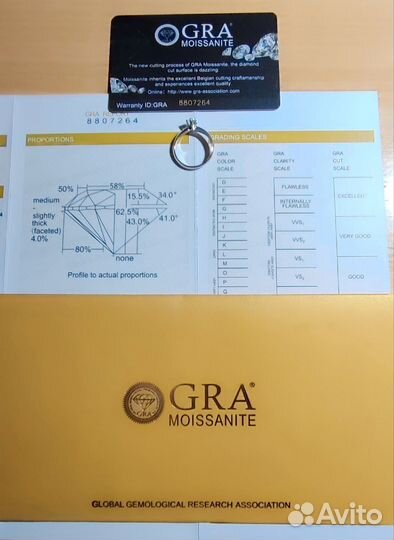 GRA®
MOISSANITE
The new cutting process of GRA Moissanite, the diamond
cut surface is dazzling
Moissanite inherits the excellent Belgian cutting craftsmanship
and experiences excellent quality
Online: http://www.gra-association.com
Warranty ID:GRA 8807264
GRA REPORT
8807264
PROPORTIONS
GRADING SCALES
50%
58%
medium
15.5%
34.0°
62.5%
slightly
thick
(faceted)
4.0%
43.0%
41.0°
80%
none
Profile to actual proportions
GRA
COLOR
SCALE
GRA
CLARITY
SCALE
GRA
CUT
SCALE
D
E
F
G
H
J
K
L
M
P
FLAWLESS
INTERNALLY
FLAWLESS
VVS₁
VVS₂
VS₁
VS₂
EXCELLENT
VERY GOOD
GOOD
GRA®
MOISSANITE
GRA
GLOBAL GEMOLOGICAL RESEARCH ASSOCIATION
Avito